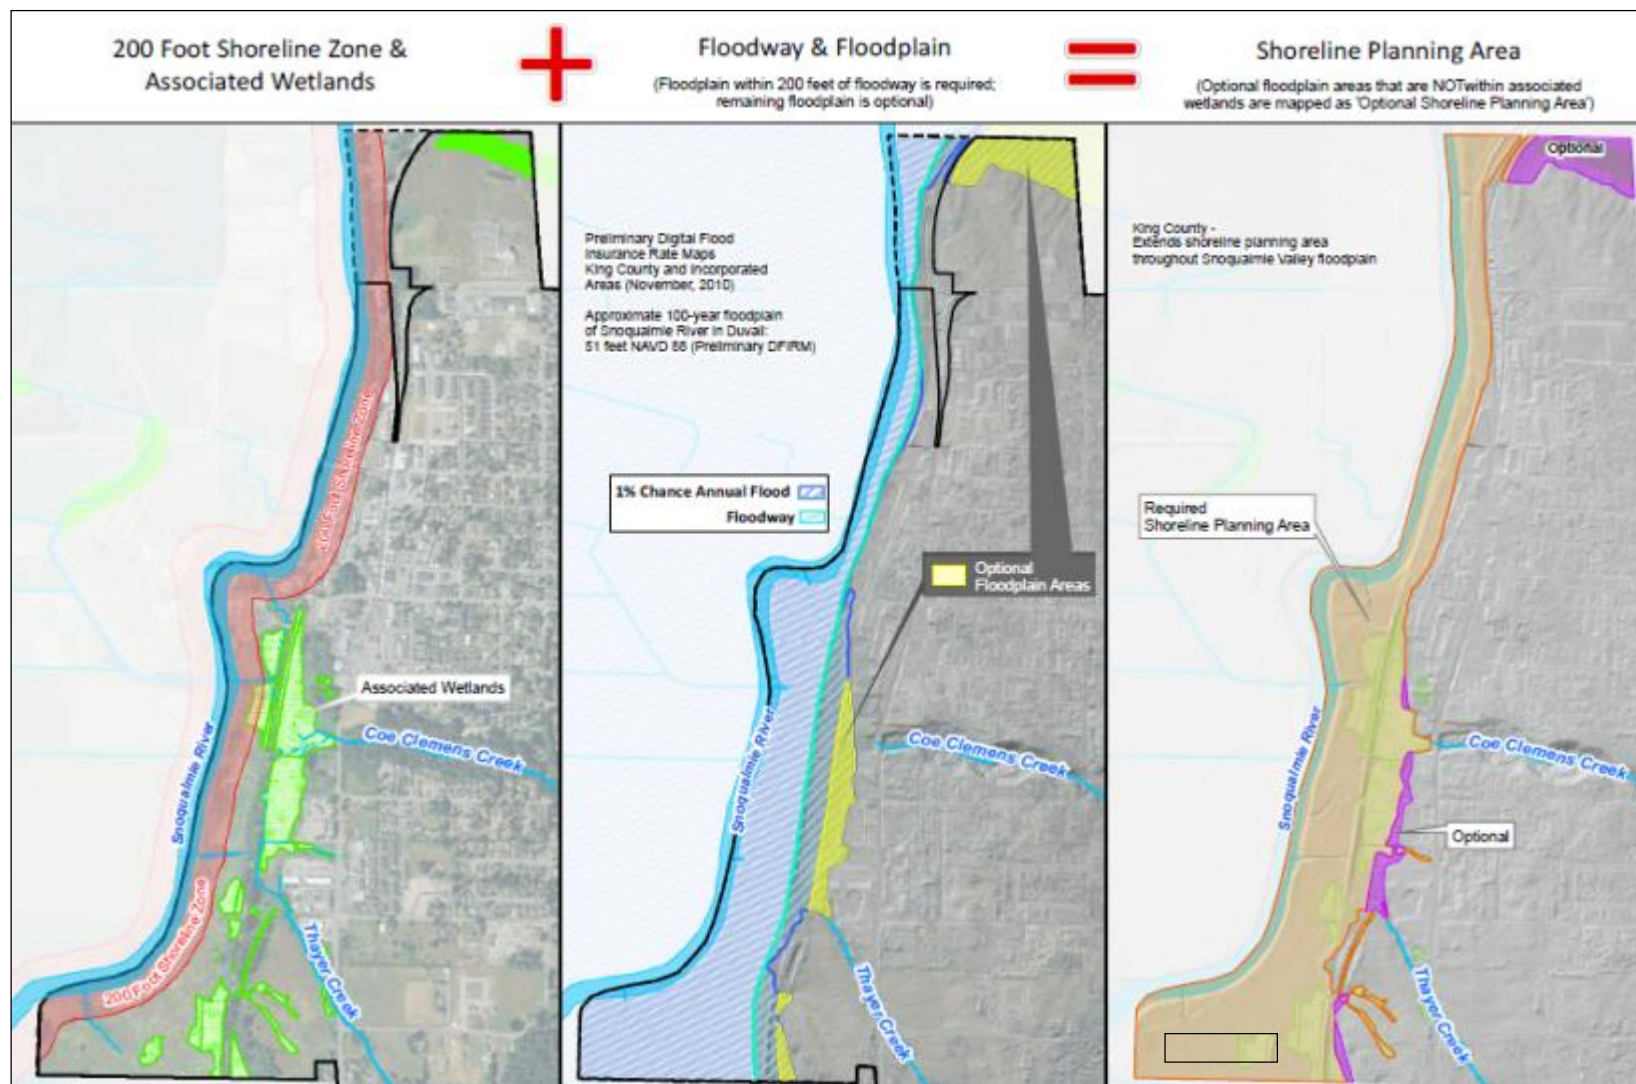 200 Foot Shoreline Zone &
Associated Wetlands
Floodway & Floodplain
(Floodplain within 200 feet of floodway is required;
remaining floodplain is optional)
Shoreline Planning Area
(Optional floodplain areas that are NOTwithin associated
wetlands are mapped as 'Optional Shoreline Planning Area')
200 Foot Shoreline Zone
Associated Wetlands
Snoqualmie River
Coe Clemens Creek
200 Foot Shoreline Zone
Thayer Creek
Preliminary Digital Flood
Insurance Rate Maps
King County and Incorporated
Areas (November, 2010)
Approximate 100-year floodplain
of Snoqualmie River in Duvall:
51 feet NAVD 88 (Preliminary DFIRM)
1% Chance Annual Flood
Floodway
Optional
Floodplain Areas
Snoqualmie River
Coe Clemens Creek
Thayer Creek
Optional
King County -
Extends shoreline planning area
throughout Snoqualmie Valley floodplain
Required
Shoreline Planning Area
Snoqualmie River
Coe Clemens Creek
Optional
Thayer Creek